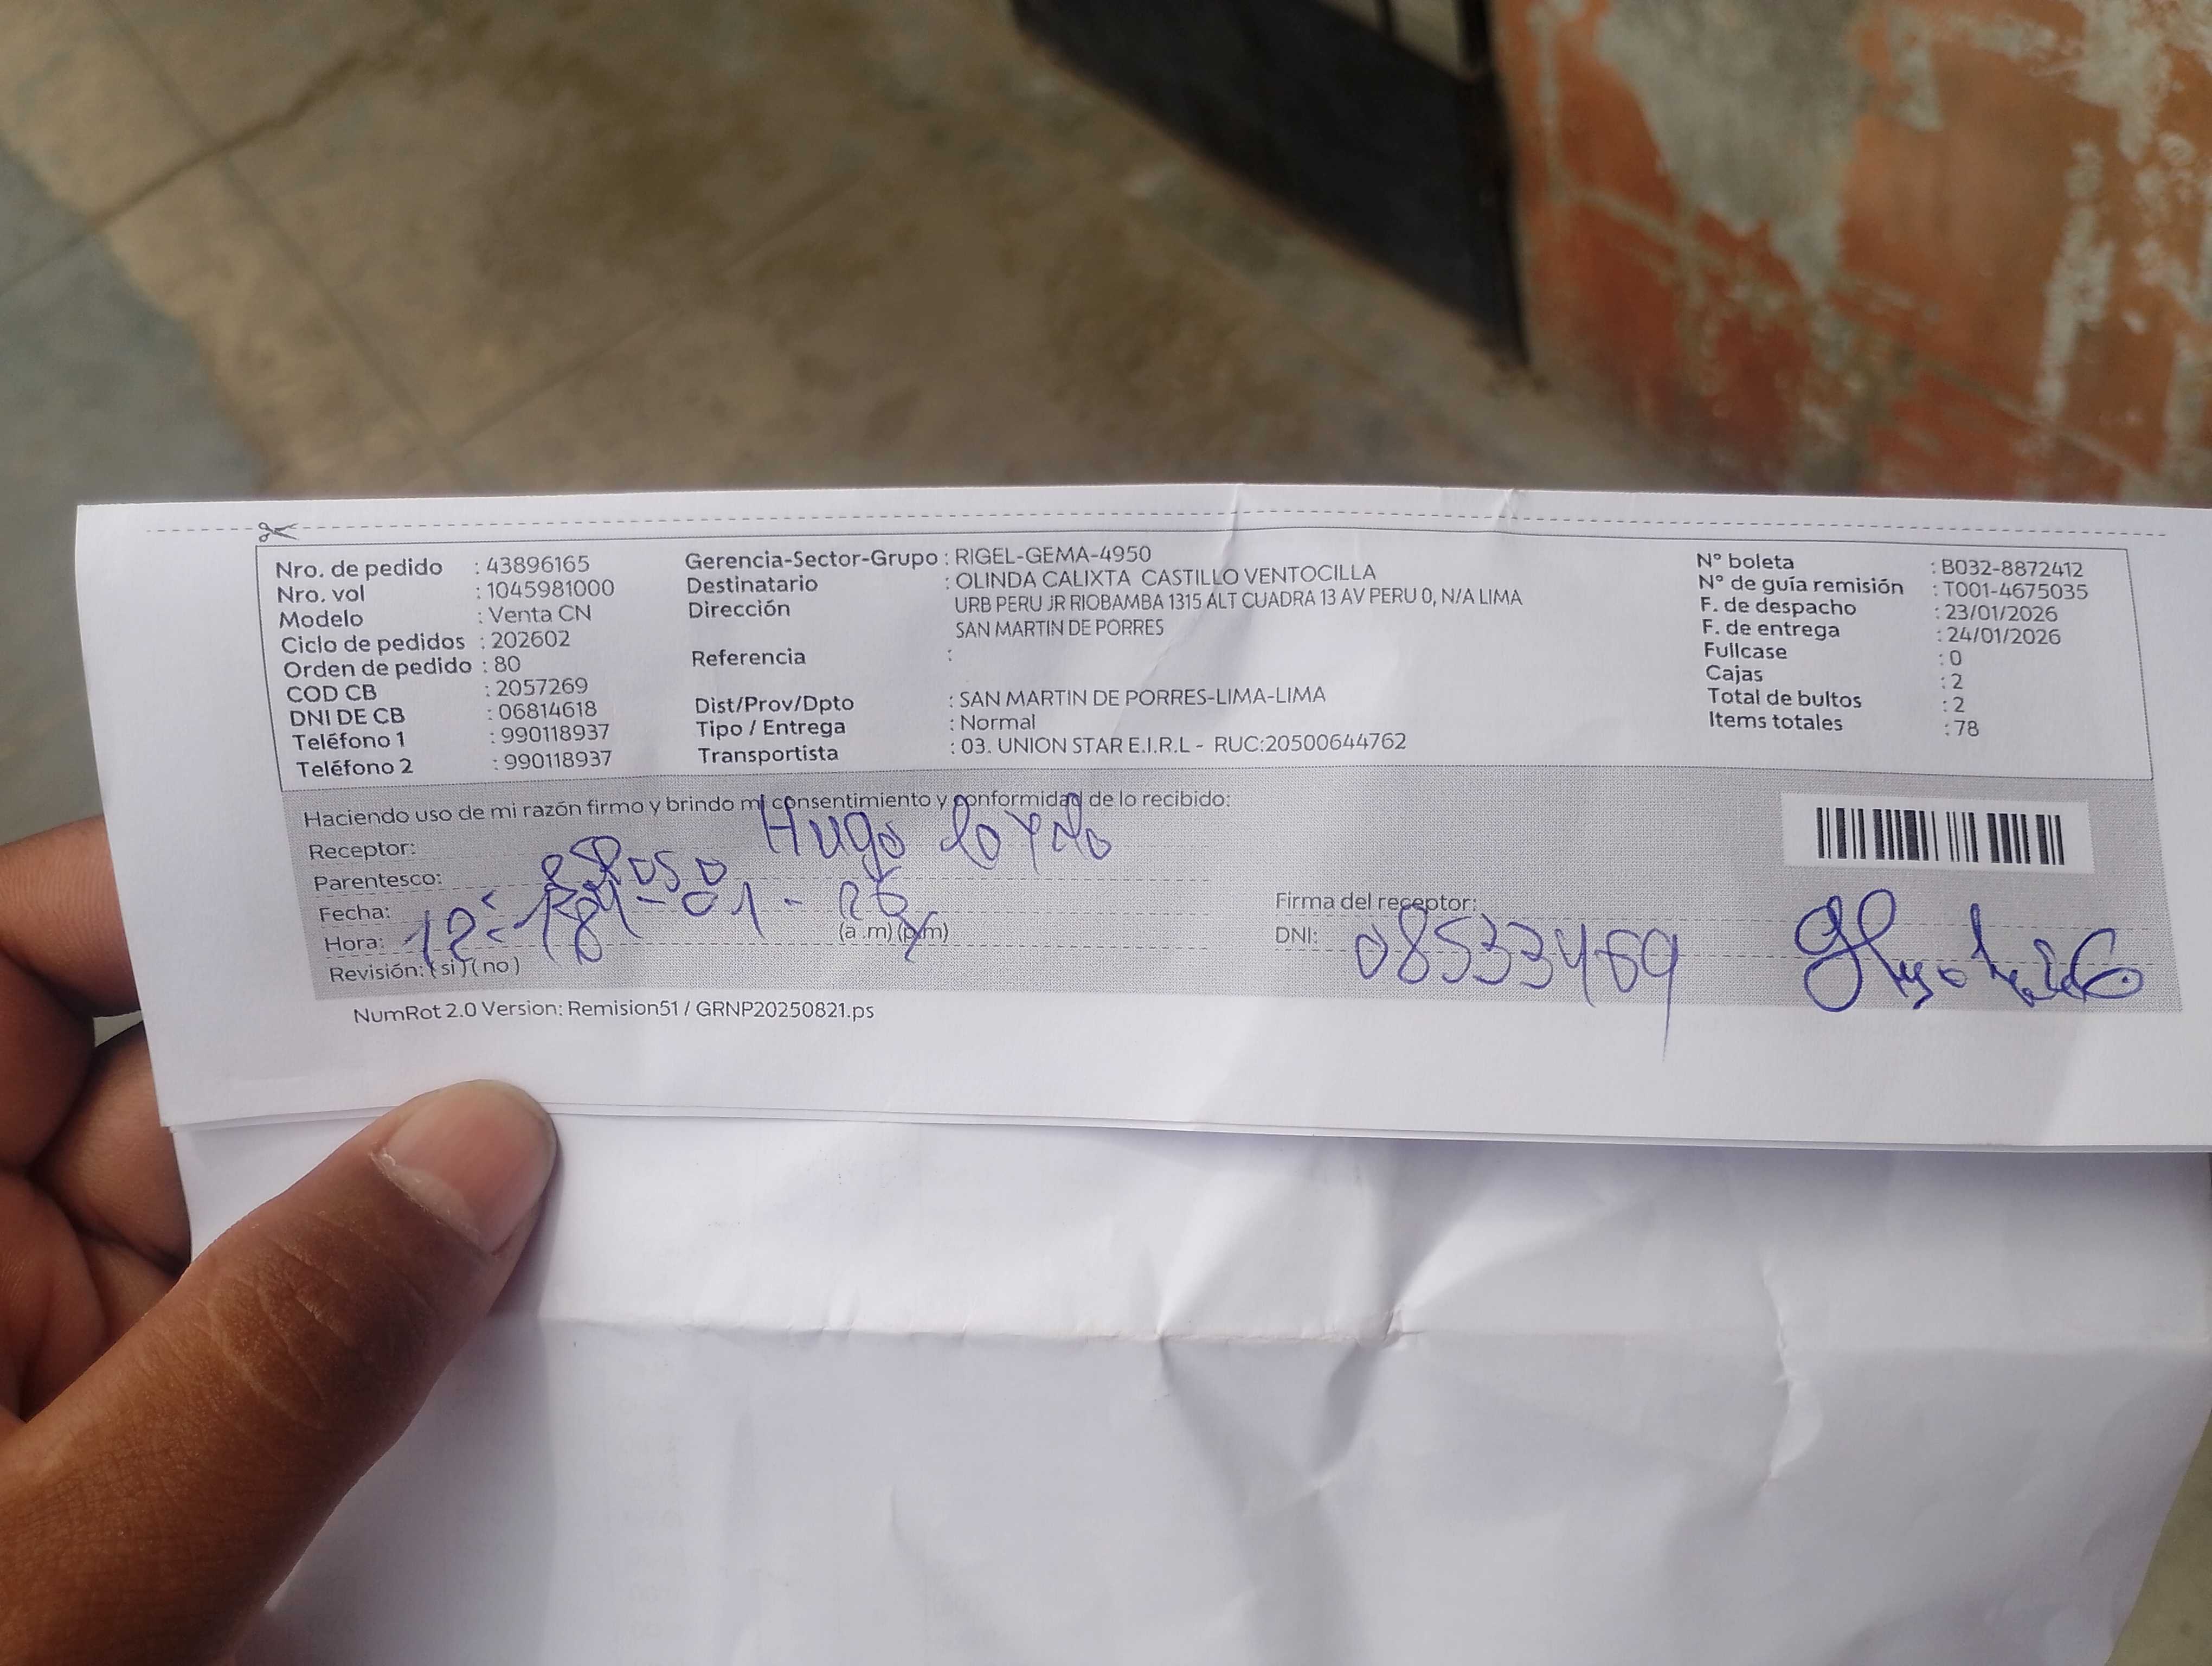 Nro. de pedido : 43896165
Nro. vol : 1045981000
Modelo : Venta CN
Ciclo de pedidos : 202602
Orden de pedido : 80
COD CB : 2057269
DNI DE CB : 06814618
Teléfono 1 : 990118937
Teléfono 2 : 990118937
Gerencia-Sector-Grupo : RIGEL-GEMA-4950
Destinatario : OLINDA CALIXTA CASTILLO VENTOCILLA
Dirección URB PERU JR RIOBAMBA 1315 ALT CUADRA 13 AV PERU 0, N/A LIMA
SAN MARTIN DE PORRES
Referencia :
Dist/Prov/Dpto : SAN MARTIN DE PORRES-LIMA-LIMA
Tipo / Entrega : Normal
Transportista : 03. UNION STAR E.I.R.L - RUC:20500644762
N° boleta : B032-8872412
N° de guía remisión : T001-4675035
F. de despacho : 23/01/2026
F. de entrega : 24/01/2026
Fullcase : 0
Cajas : 2
Total de bultos : 2
Items totales : 78
Haciendo uso de mi razón firmo y brindo mi consentimiento y conformidad de lo recibido:
Receptor: Hugo
Parentesco: esposo
Fecha: 24-01-26
Hora: 12:18 (a .m) (p.m)
Revisión: ( si ) ( no )
Firma del receptor:
DNI: 08533469
NumRot 2.0 Version: Remision51 / GRNP20250821.ps